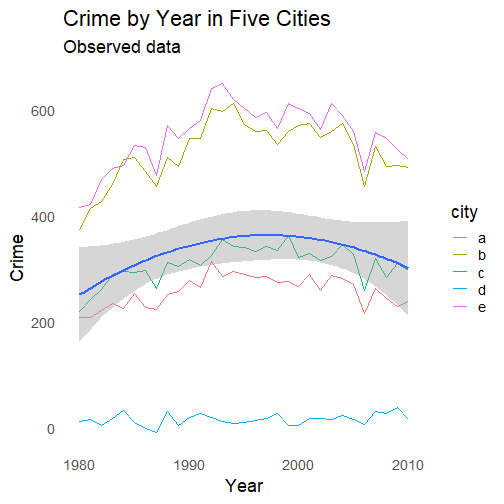 Crime by Year in Five Cities
Observed data
600
400
200
0
Crime
1980
1990
2000
2010
Year
city
a
b
c
d
e